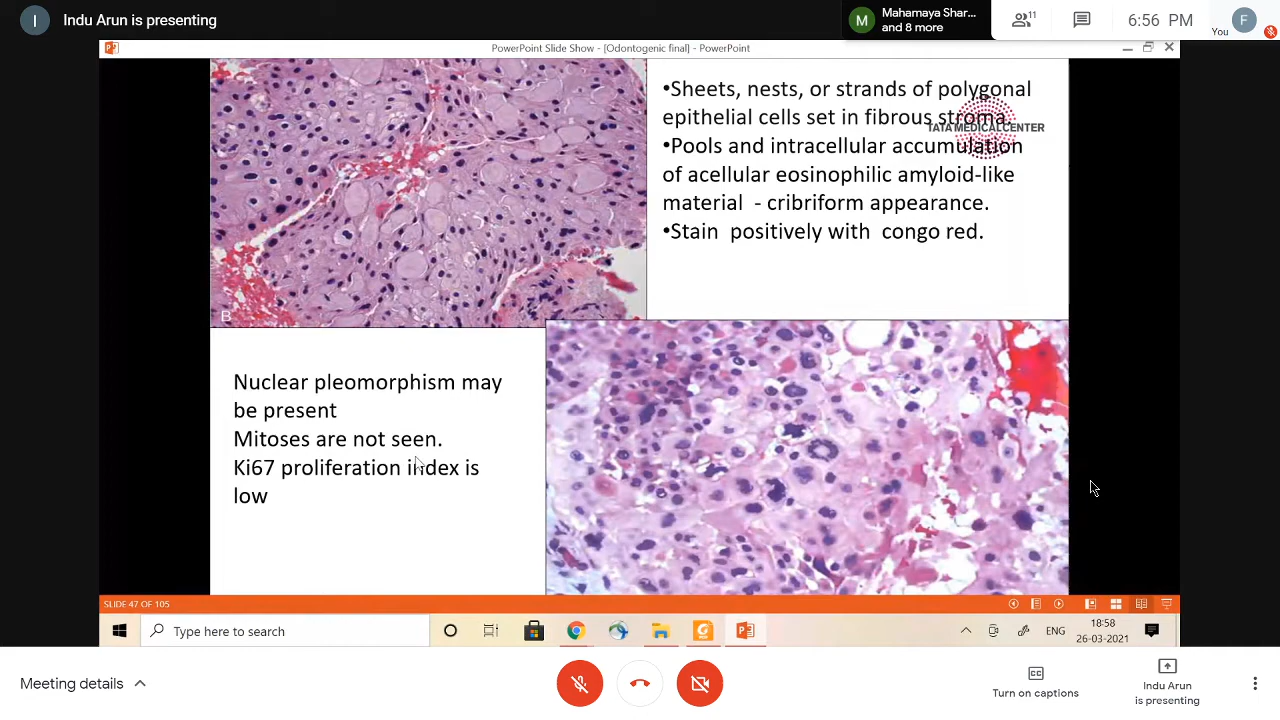 I
Indu Arun is presenting
M
Mahamaya Shar...
and 8 more
11
6:56 PM
You
F
PowerPoint Slide Show - [Odontogenic final] - PowerPoint
•Sheets, nests, or strands of polygonal
epithelial cells set in fibrous stroma.
TATA MEDICAL CENTER
•Pools and intracellular accumulation
of acellular eosinophilic amyloid-like
material - cribriform appearance.
•Stain positively with congo red.
B
Nuclear pleomorphism may
be present
Mitoses are not seen.
Ki67 proliferation index is
low
SLIDE 47 OF 105
Type here to search
ENG
18:58
26-03-2021
Meeting details
CC
Turn on captions
Indu Arun
is presenting